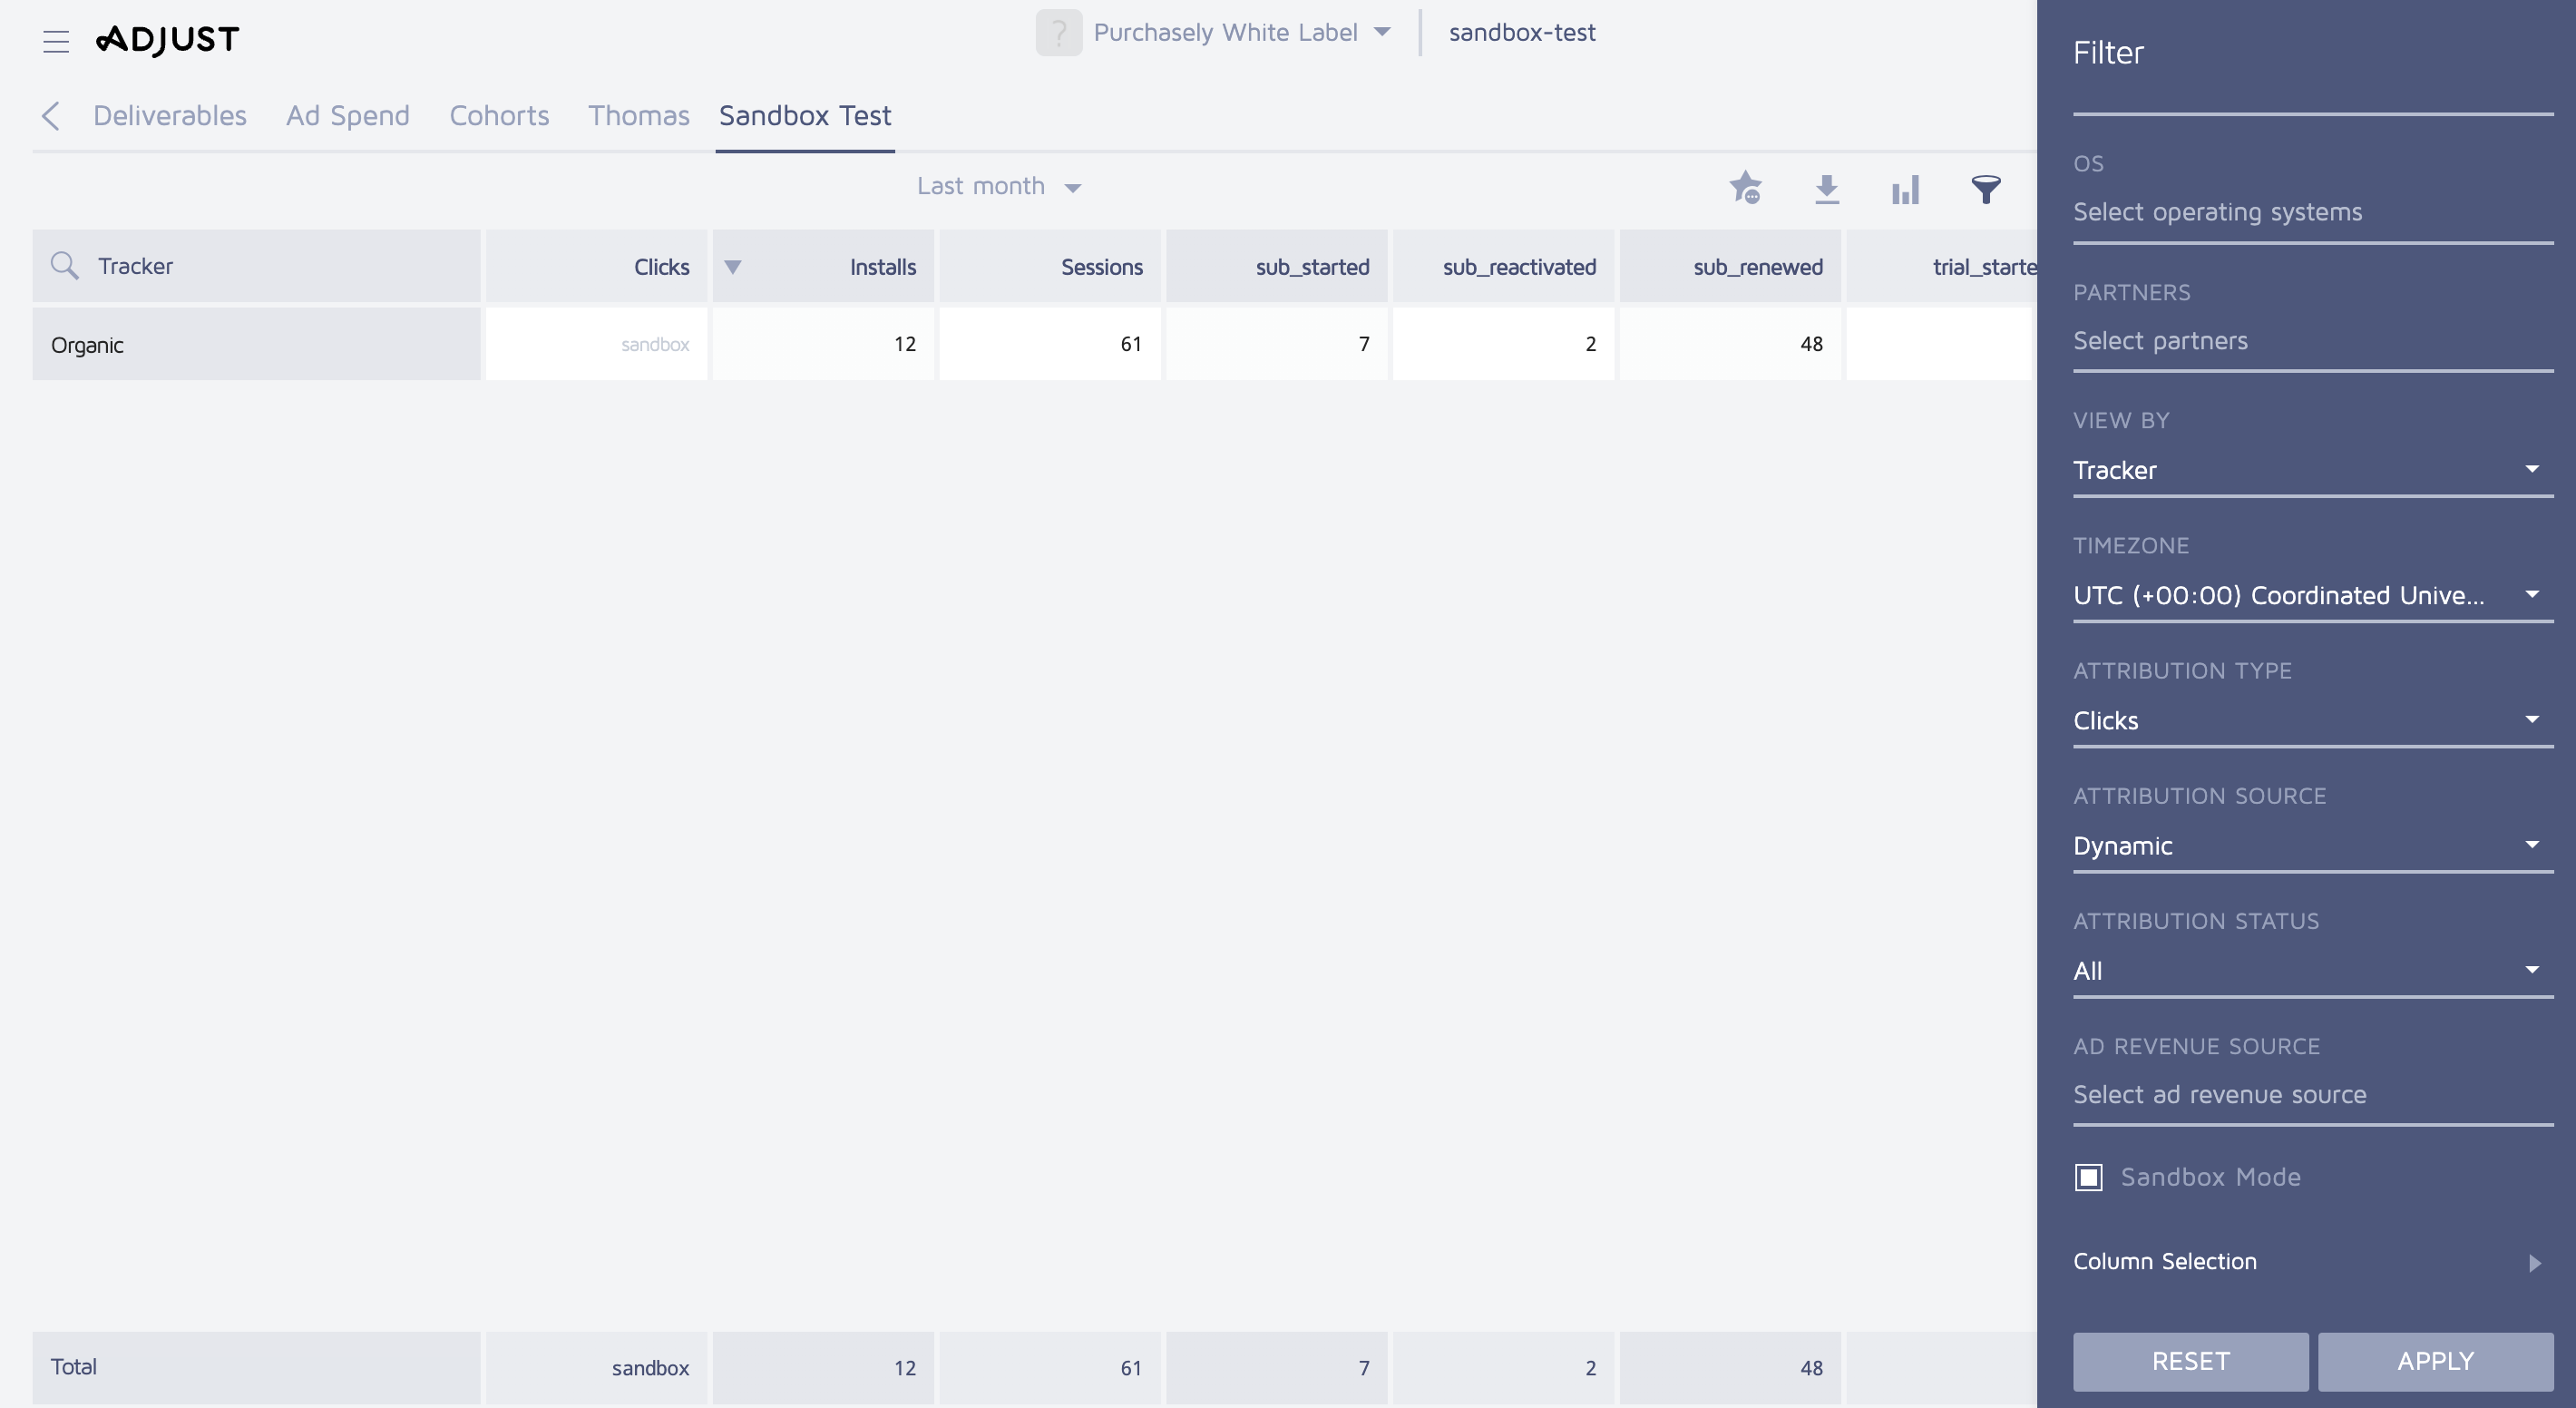 ADJUST
? Purchasely White Label
sandbox-test
Deliverables Ad Spend Cohorts Thomas Sandbox Test
Last month
Tracker Clicks Installs Sessions sub_started sub_reactivated sub_renewed trial_starte
Organic sandbox 12 61 7 2 48
Total sandbox 12 61 7 2 48
Filter
OS
Select operating systems
PARTNERS
Select partners
VIEW BY
Tracker
TIMEZONE
UTC (+00:00) Coordinated Unive...
ATTRIBUTION TYPE
Clicks
ATTRIBUTION SOURCE
Dynamic
ATTRIBUTION STATUS
All
AD REVENUE SOURCE
Select ad revenue source
Sandbox Mode
Column Selection
RESET APPLY